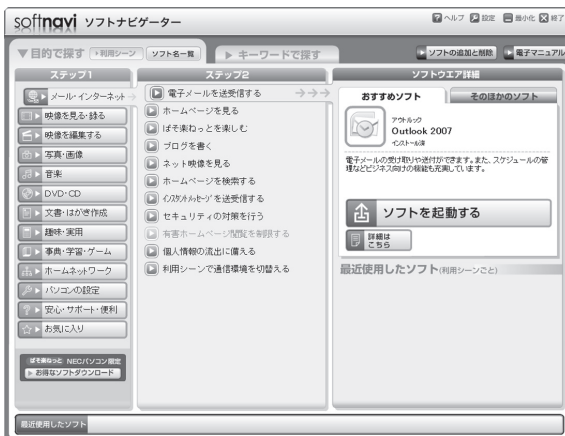 softnavi ソフトナビゲーター
ヘルプ 設定 最小化 終了
▼目的で探す ▶利用シーン ソフト名一覧 ▶ キーワードで探す ソフトの追加と削除 電子マニュアル
ステップ1 ステップ2 ソフトウエア詳細
メール・インターネット
映像を見る・録る
映像を編集する
写真・画像
音楽
DVD・CD
文書・はがき作成
趣味・実用
事典・学習・ゲーム
ホームネットワーク
パソコンの設定
安心・サポート・便利
お気に入り
ぱそ楽ねっと NECパソコン限定
お得なソフトダウンロード
電子メールを送受信する
ホームページを見る
ぱそ楽ねっとを楽しむ
ブログを書く
ネット映像を見る
ホームページを検索する
インスタントメッセージを送受信する
セキュリティの対策を行う
有害ホームページ閲覧を制限する
個人情報の流出に備える
利用シーンで通信環境を切替える
おすすめソフト そのほかのソフト
アウトルック
Outlook 2007
インストール済
電子メールの受け取りや送付ができます。また、スケジュールの管
理などビジネス向けの機能も充実しています。
ソフトを起動する
詳細は
こちら
最近使用したソフト(利用シーンごと)
最近使用したソフト